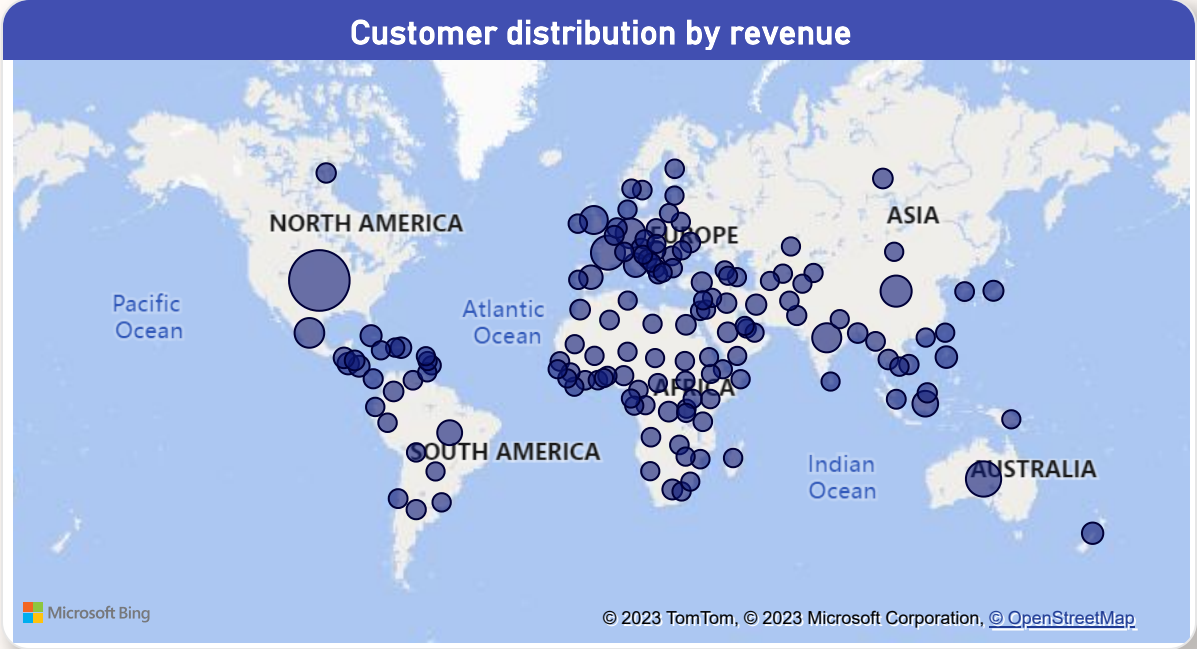 Customer distribution by revenue
NORTH AMERICA
EUROPE
ASIA
Pacific
Ocean
Atlantic
Ocean
AFRICA
SOUTH AMERICA
Indian
Ocean
AUSTRALIA
Microsoft Bing
© 2023 TomTom, © 2023 Microsoft Corporation, © OpenStreetMap